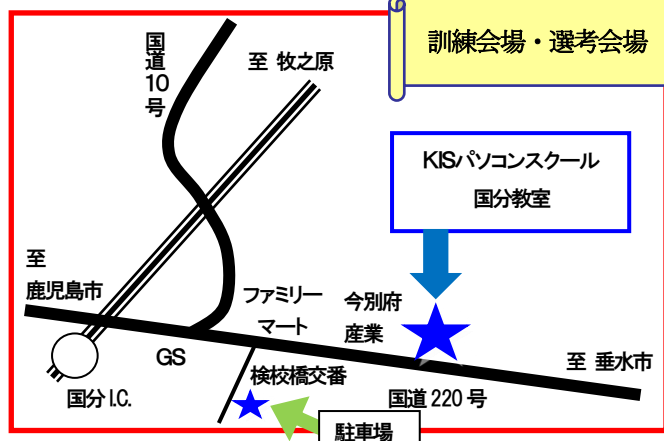 訓練会場・選考会場
国道10号
至 牧之原
KISパソコンスクール
国分教室
至
鹿児島市
ファミリー
マート
今別府
産業
GS
至 垂水市
検校橋交番
国分 I.C.
国道 220 号
駐車場